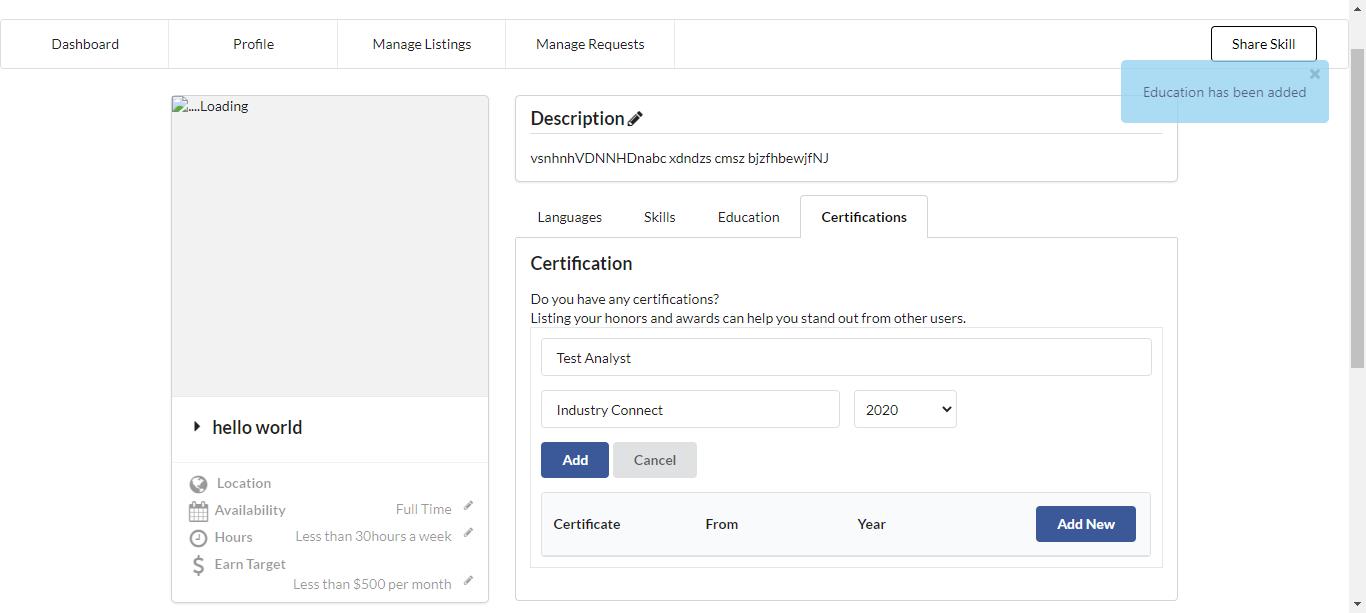 Dashboard
Profile
Manage Listings
Manage Requests
Share Skill
Education has been added
....Loading
hello world
Location
Availability
Full Time
Hours
Less than 30hours a week
Earn Target
Less than $500 per month
Description
vsnhnhVDNNHDnabc xdndzs cmsz bjzfhbewjfNJ
Languages
Skills
Education
Certifications
Certification
Do you have any certifications?
Listing your honors and awards can help you stand out from other users.
Test Analyst
Industry Connect
2020
Add
Cancel
Certificate
From
Year
Add New